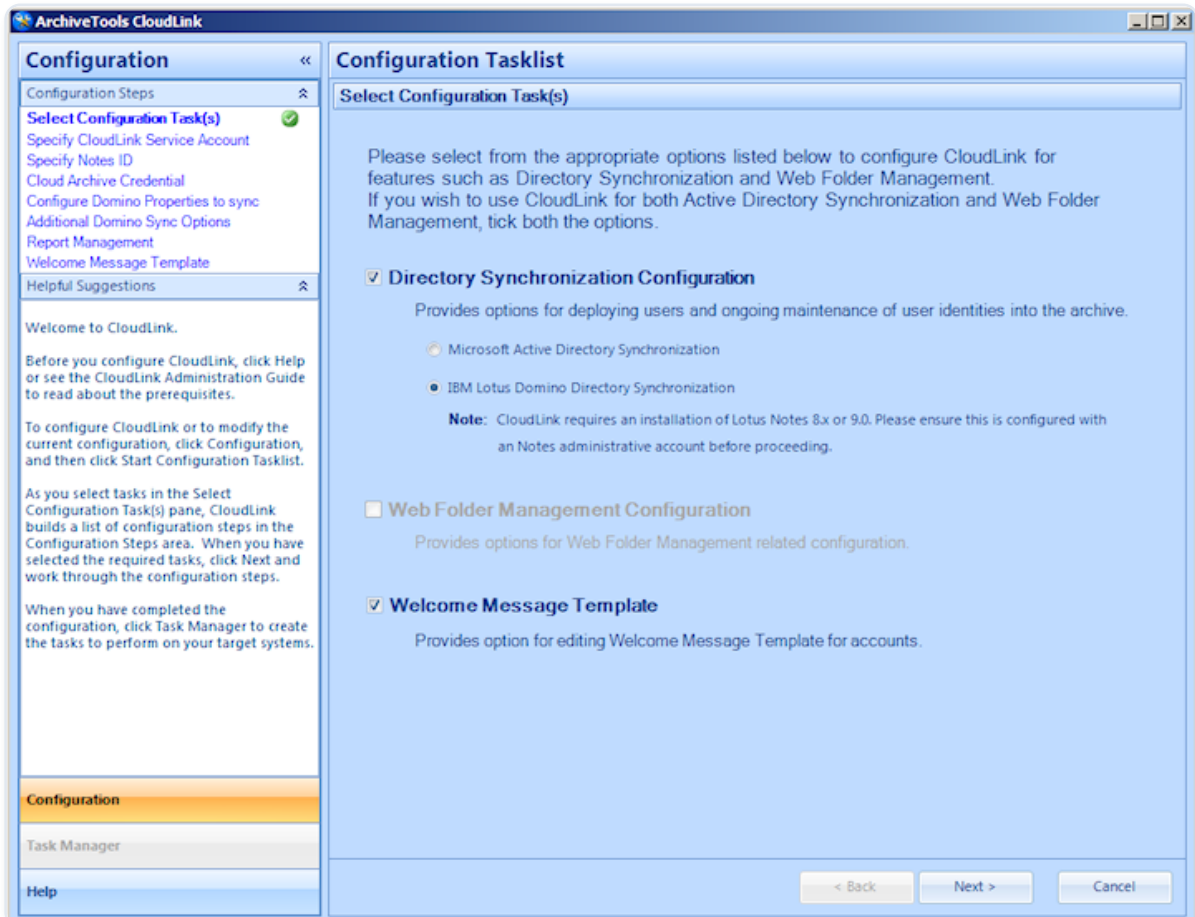 ArchiveTools CloudLink
Configuration «
Configuration Steps
Select Configuration Task(s)
Specify CloudLink Service Account
Specify Notes ID
Cloud Archive Credential
Configure Domino Properties to sync
Additional Domino Sync Options
Report Management
Welcome Message Template
Helpful Suggestions
Welcome to CloudLink.
Before you configure CloudLink, click Help
or see the CloudLink Administration Guide
to read about the prerequisites.
To configure CloudLink or to modify the
current configuration, click Configuration,
and then click Start Configuration Tasklist.
As you select tasks in the Select
Configuration Task(s) pane, CloudLink
builds a list of configuration steps in the
Configuration Steps area. When you have
selected the required tasks, click Next and
work through the configuration steps.
When you have completed the
configuration, click Task Manager to create
the tasks to perform on your target systems.
Configuration
Task Manager
Help
Configuration Tasklist
Select Configuration Task(s)
Please select from the appropriate options listed below to configure CloudLink for
features such as Directory Synchronization and Web Folder Management.
If you wish to use CloudLink for both Active Directory Synchronization and Web Folder
Management, tick both the options.
Directory Synchronization Configuration
Provides options for deploying users and ongoing maintenance of user identities into the archive.
Microsoft Active Directory Synchronization
IBM Lotus Domino Directory Synchronization
Note: CloudLink requires an installation of Lotus Notes 8.x or 9.0. Please ensure this is configured with
an Notes administrative account before proceeding.
Web Folder Management Configuration
Provides options for Web Folder Management related configuration.
Welcome Message Template
Provides option for editing Welcome Message Template for accounts.
< Back Next > Cancel